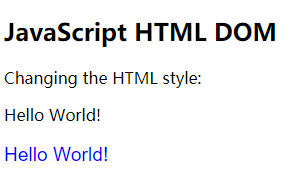 JavaScript HTML DOM
Changing the HTML style:
Hello World!
Hello World!